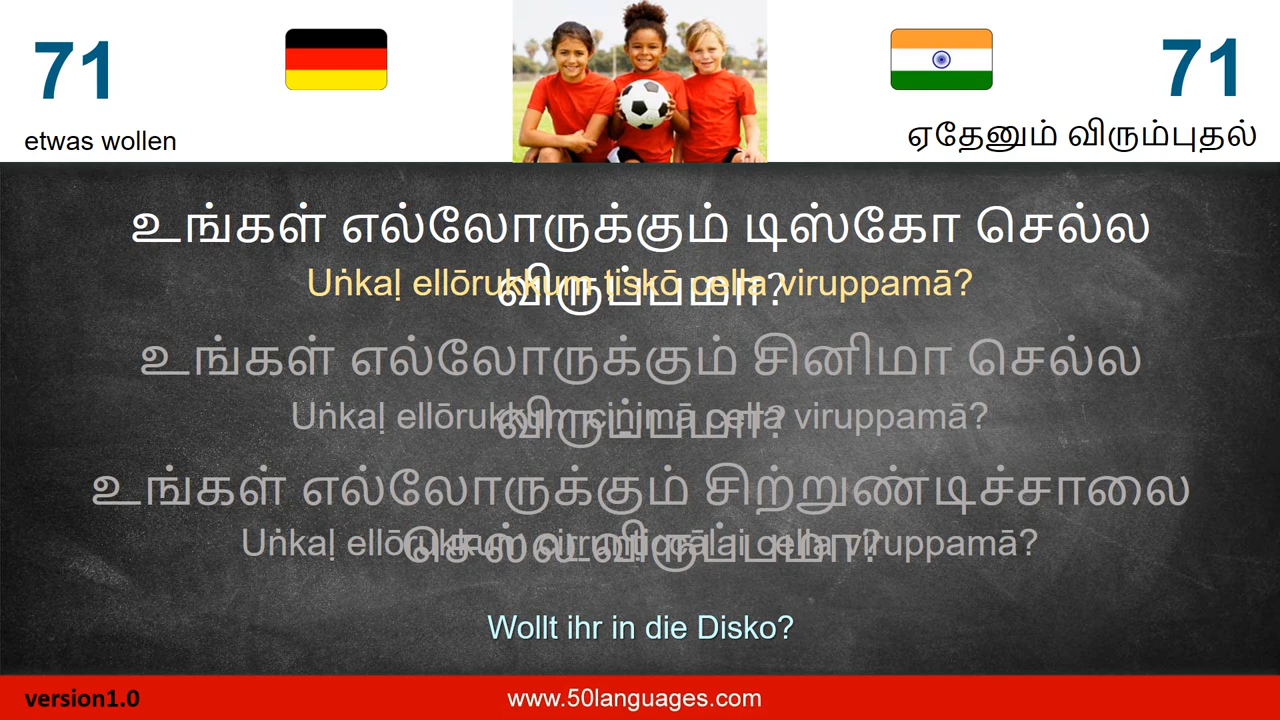 71
71
etwas wollen
ஏதேனும் விரும்புதல்
உங்கள் எல்லோருக்கும் டிஸ்கோ செல்ல
விருப்பமா?
Uṅkaḷ ellōrukkum ṭiskō cella viruppamā?
உங்கள் எல்லோருக்கும் சினிமா செல்ல
விருப்பமா?
Uṅkaḷ ellōrukkum ciṉimā cella viruppamā?
உங்கள் எல்லோருக்கும் சிற்றுண்டிச்சாலை
செல்ல விருப்பமா?
Uṅkaḷ ellōrukkum cella viruppamā?
Wollt ihr in die Disko?
version1.0
www.50languages.com